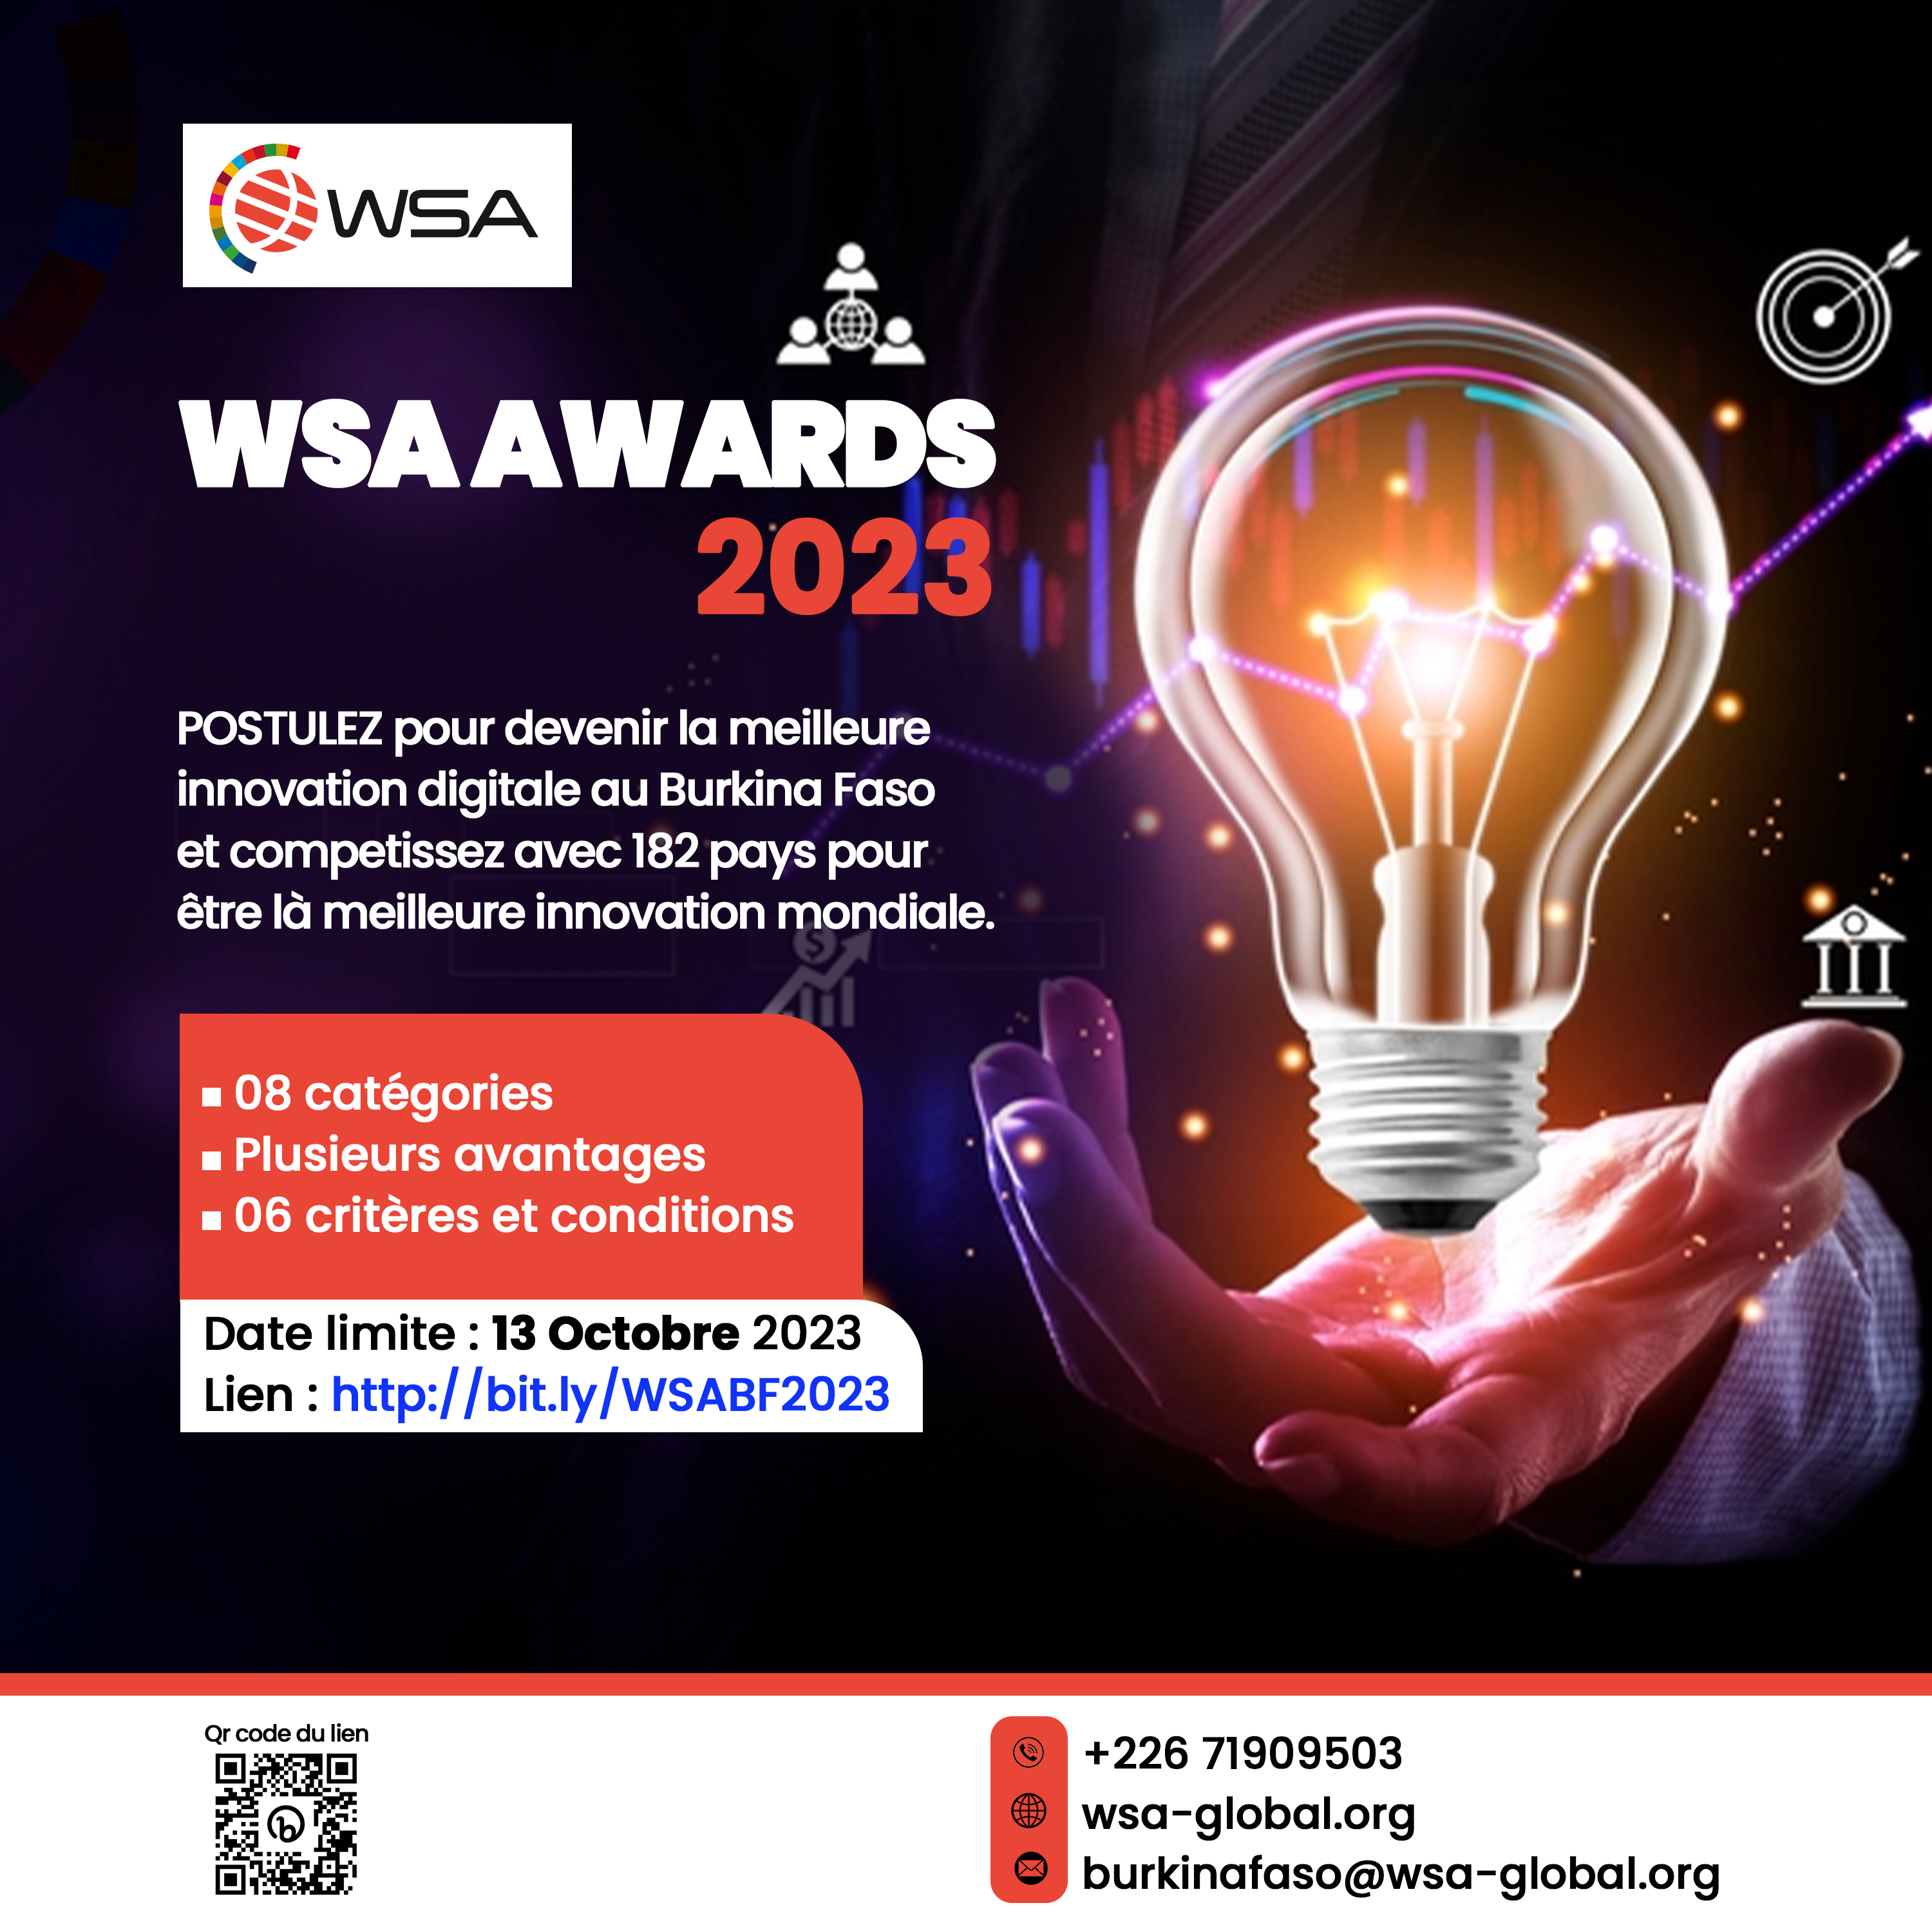 WSA
WSA AWARDS
2023
POSTULEZ pour devenir la meilleure
innovation digitale au Burkina Faso
et competissez avec 182 pays pour
être là meilleure innovation mondiale.
08 catégories
Plusieurs avantages
06 critères et conditions
Date limite : 13 Octobre 2023
Lien : http://bit.ly/WSABF2023
Qr code du lien
+226 71909503
wsa-global.org
burkinafaso@wsa-global.org